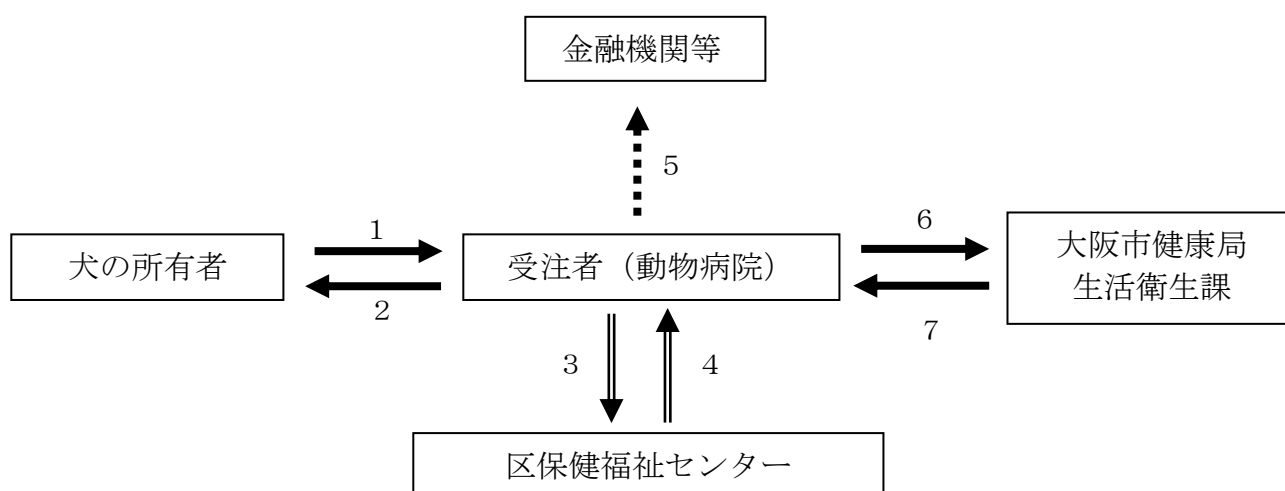 金融機関等
５
１
６
犬の所有者
受注者（動物病院）
大阪市健康局
生活衛生課
２
７
３
４
区保健福祉センター